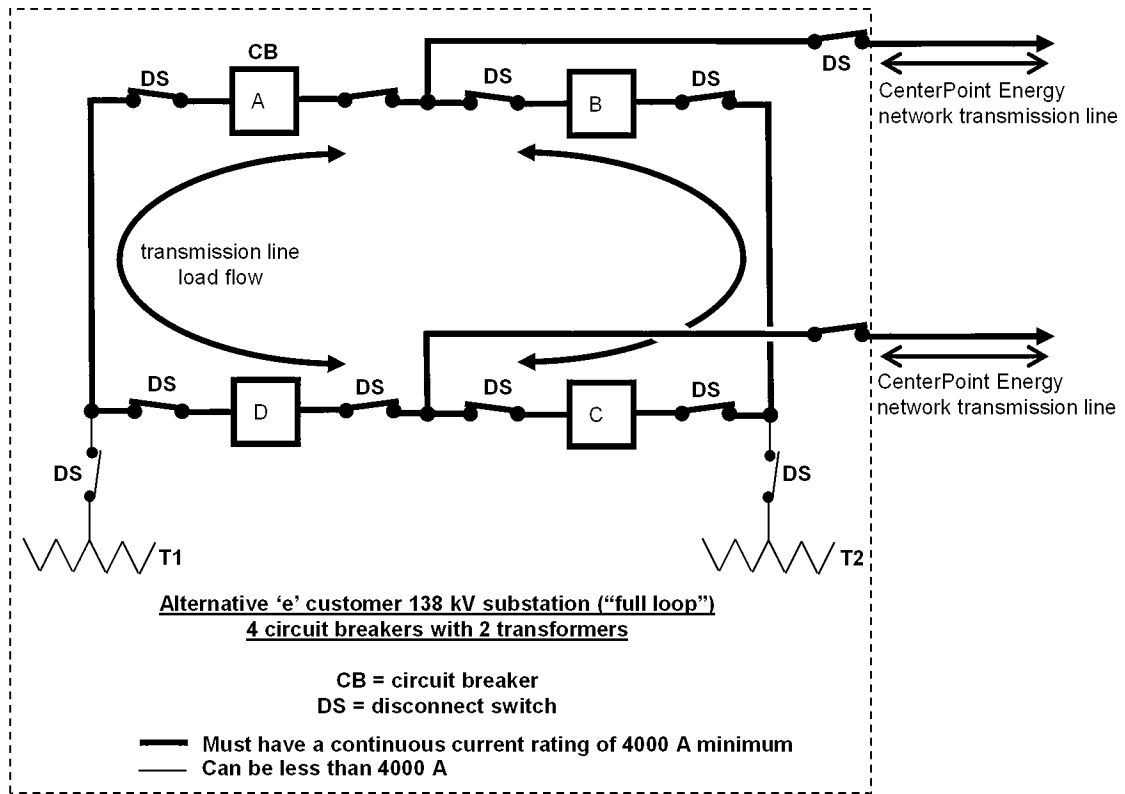 CB
DS
A
DS
B
DS
DS
CenterPoint Energy
network transmission line
transmission line
load flow
DS
D
DS
DS
C
DS
CenterPoint Energy
network transmission line
DS
DS
T1
T2
Alternative ‘e’ customer 138 kV substation (“full loop”)
4 circuit breakers with 2 transformers
CB = circuit breaker
DS = disconnect switch
Must have a continuous current rating of 4000 A minimum
Can be less than 4000 A